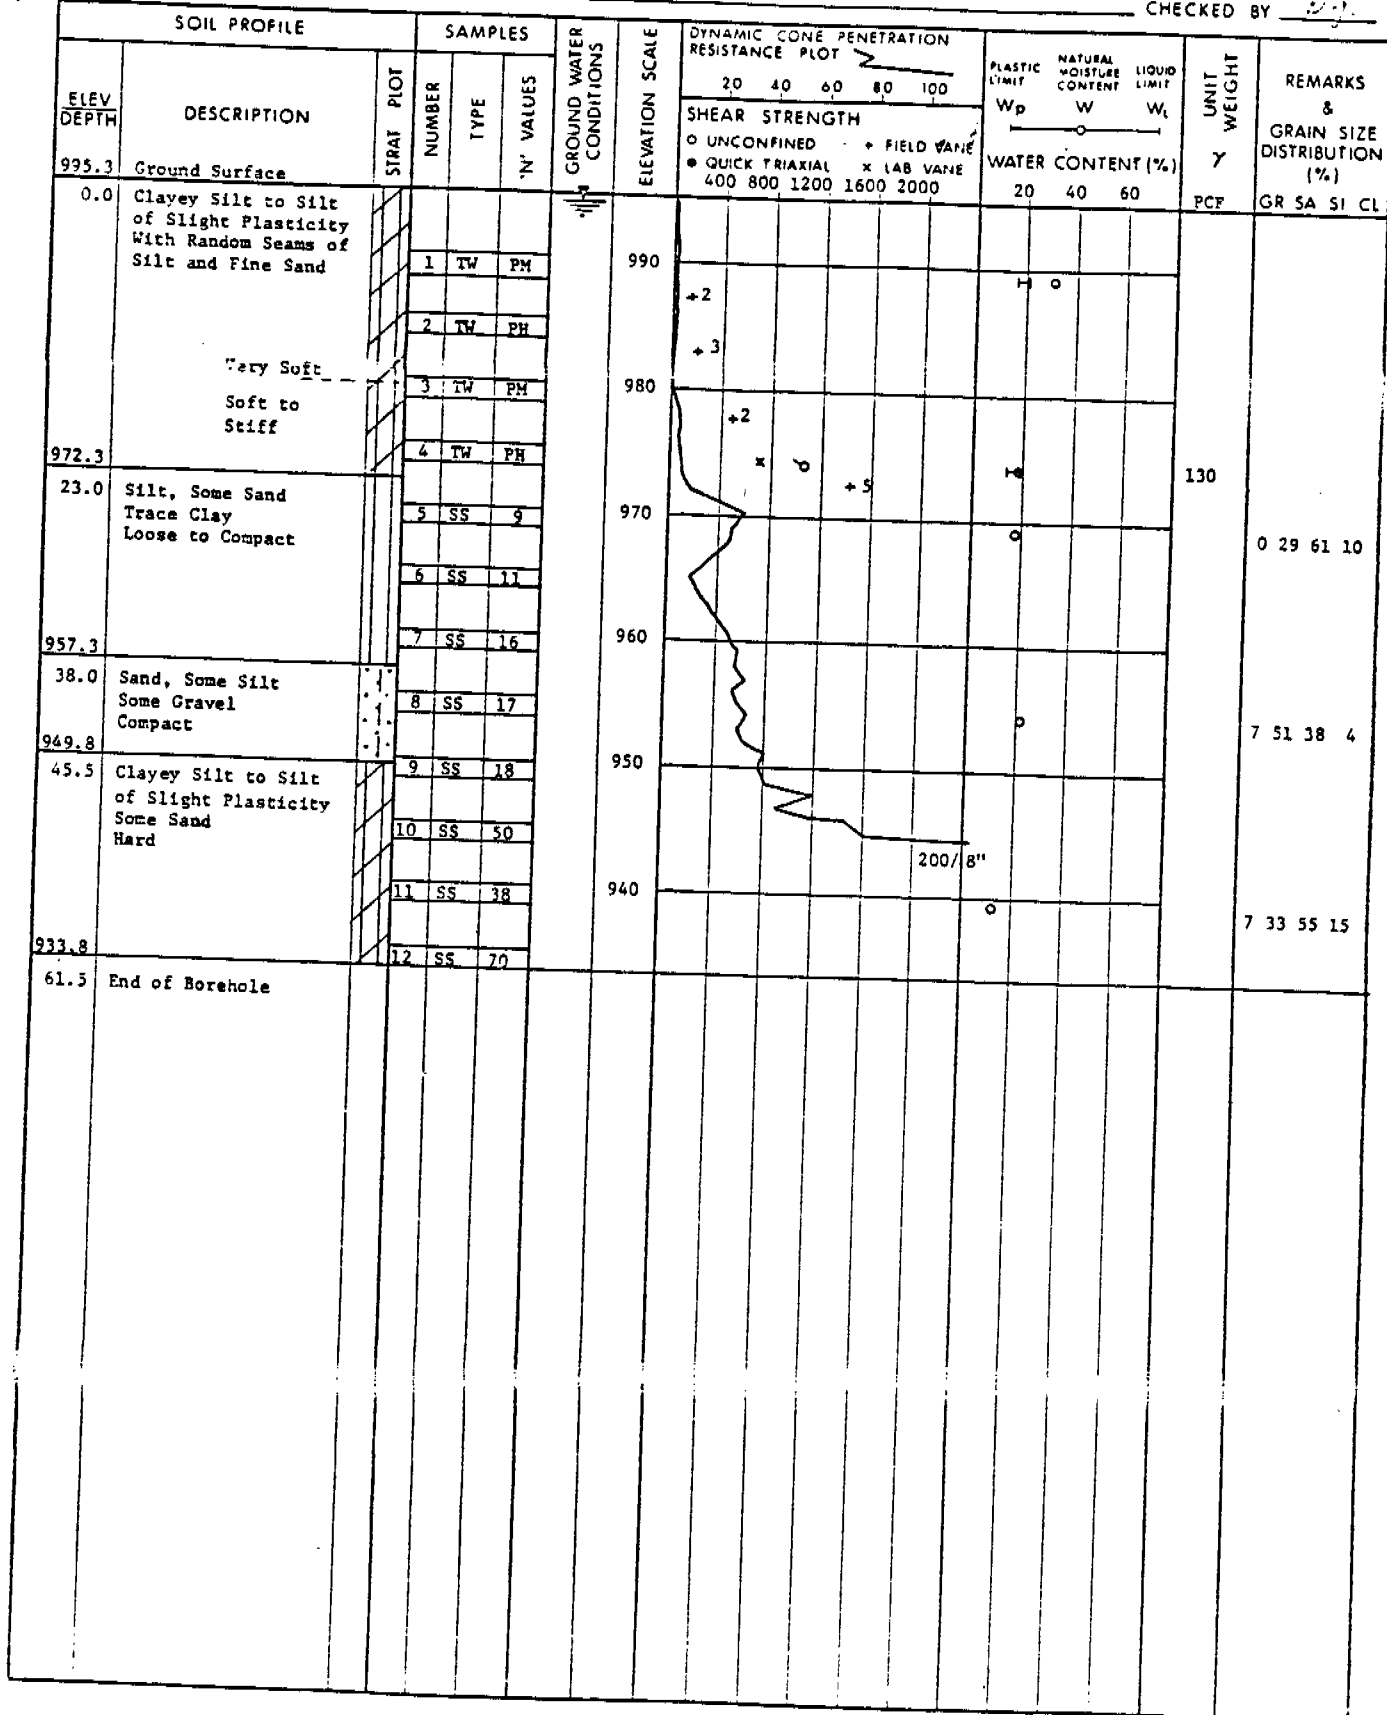 CHECKED BY
SOIL PROFILE
SAMPLES
GROUND WATER
CONDITIONS
ELEVATION SCALE
DYNAMIC CONE PENETRATION
RESISTANCE PLOT
20 40 60 80 100
SHEAR STRENGTH
O UNCONFINED + FIELD VANE
● QUICK TRIAXIAL x LAB VANE
400 800 1200 1600 2000
PLASTIC LIMIT
NATURAL MOISTURE CONTENT
LIQUID LIMIT
Wp W WL
WATER CONTENT (%)
20 40 60
UNIT WEIGHT
γ
PCF
REMARKS
&
GRAIN SIZE
DISTRIBUTION
(%)
GR SA SI CL
ELEV
DEPTH
DESCRIPTION
STRAT PLOT
NUMBER
TYPE
'N' VALUES
995.3 Ground Surface
0.0 Clayey Silt to Silt
of Slight Plasticity
With Random Seams of
Silt and Fine Sand
1 TW PM
990
+2
2 TW PH
+3
Very Soft
3 TW PM
980
Soft to
Stiff
+2
972.3
4 TW PH
x
+5
130
23.0 Silt, Some Sand
Trace Clay
Loose to Compact
5 SS 9
970
0 29 61 10
6 SS 11
957.3
7 SS 16
960
38.0 Sand, Some Silt
Some Gravel
Compact
8 SS 17
7 51 38 4
949.8
9 SS 18
950
45.5 Clayey Silt to Silt
of Slight Plasticity
Some Sand
Hard
10 SS 50
200/8"
11 SS 38
940
7 33 55 15
933.8
12 SS 70
61.5 End of Borehole